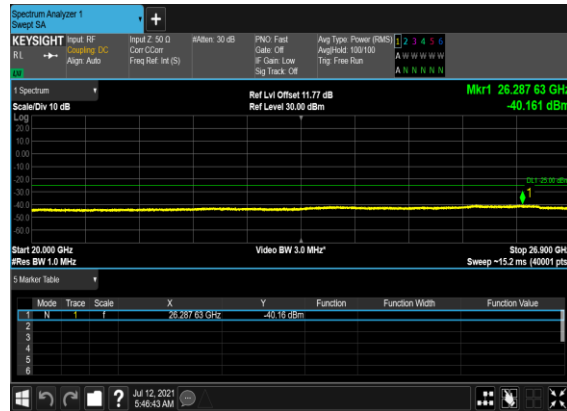 Spectrum Analyzer 1
Swept SA
+
KEYSIGHT Input: RF Input Z: 50 Ω #Atten: 30 dB PNO: Fast Avg Type: Power (RMS) 1 2 3 4 5 6
RL Coupling: DC Corr CCorr Gate: Off Avg|Hold: 100/100 A W W W W W
Align: Auto Freq Ref: Int (S) IF Gain: Low Trig: Free Run
Sig Track: Off A N N N N N
1 Spectrum Ref Lvl Offset 11.77 dB Mkr1 26.287 63 GHz
Scale/Div 10 dB Ref Level 30.00 dBm -40.161 dBm
Log
20.0
10.0
0.00
-10.0
-20.0
DL1 -25.00 dBm
-30.0
1
-40.0
-50.0
-60.0
Start 20.000 GHz Video BW 3.0 MHz* Stop 26.900 GHz
#Res BW 1.0 MHz Sweep ~15.2 ms (40001 pts)
5 Marker Table
Mode Trace Scale X Y Function Function Width Function Value
1 N 1 f 26.287 63 GHz -40.16 dBm
2
3
4
5
6
? Jul 12, 2021
5:46:43 AM